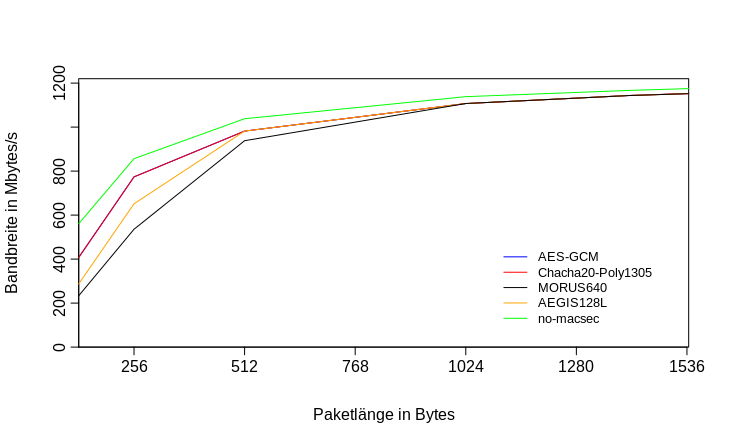 Bandbreite in Mbytes/s
1200
800
600
400
200
0
AES-GCM
Chacha20-Poly1305
MORUS640
AEGIS128L
no-macsec
256 512 768 1024 1280 1536
Paketlänge in Bytes